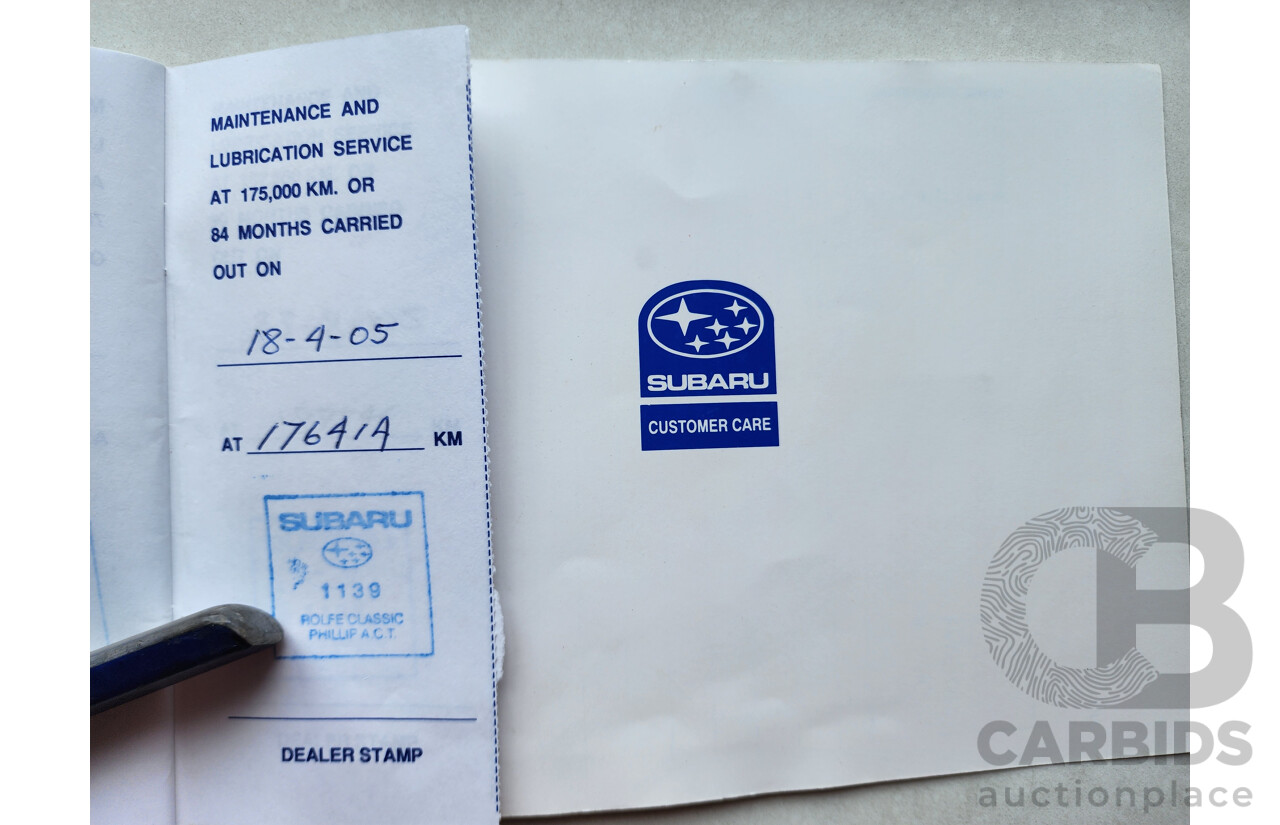 MAINTENANCE AND
LUBRICATION SERVICE
AT 175,000 KM. OR
84 MONTHS CARRIED
OUT ON
18-4-05
AT 176414 KM
SUBARU
1139
ROLFE CLASSIC
PHILLIP A.C.T.
DEALER STAMP
SUBARU
CUSTOMER CARE
CB
CARBIDS
auctionplace